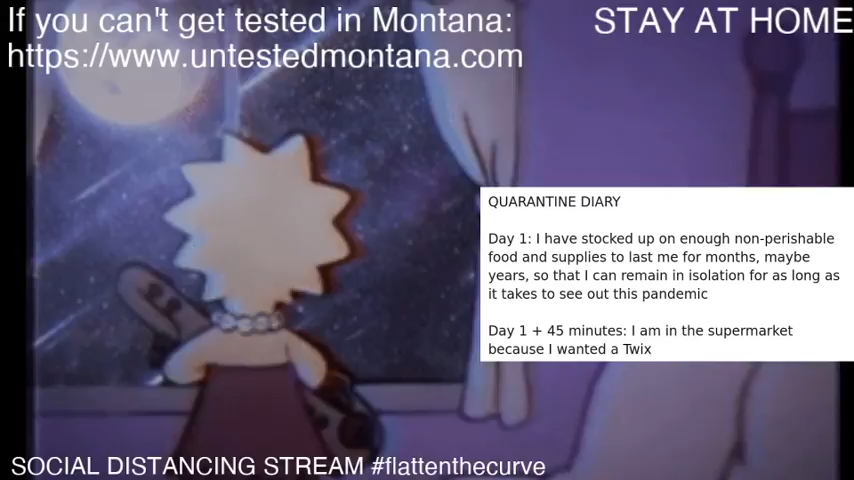 If you can't get tested in Montana:
https://www.untestedmontana.com
STAY AT HOME
QUARANTINE DIARY
Day 1: I have stocked up on enough non-perishable
food and supplies to last me for months, maybe
years, so that I can remain in isolation for as long as
it takes to see out this pandemic
Day 1 + 45 minutes: I am in the supermarket
because I wanted a Twix
SOCIAL DISTANCING STREAM #flattenthecurve